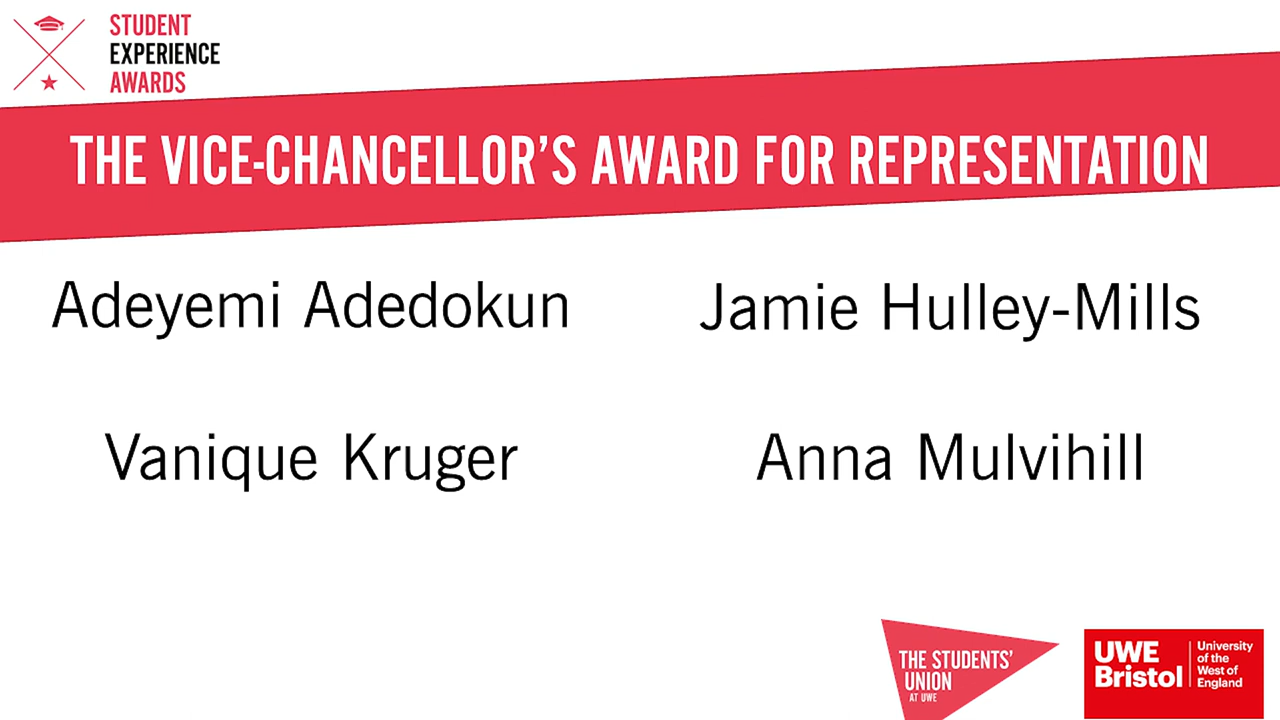 STUDENT
EXPERIENCE
AWARDS
THE VICE-CHANCELLOR'S AWARD FOR REPRESENTATION
Adeyemi Adedokun
Jamie Hulley-Mills
Vanique Kruger
Anna Mulvihill
THE STUDENTS'
UNION
AT UWE
UWE
Bristol
University
of the
West of
England